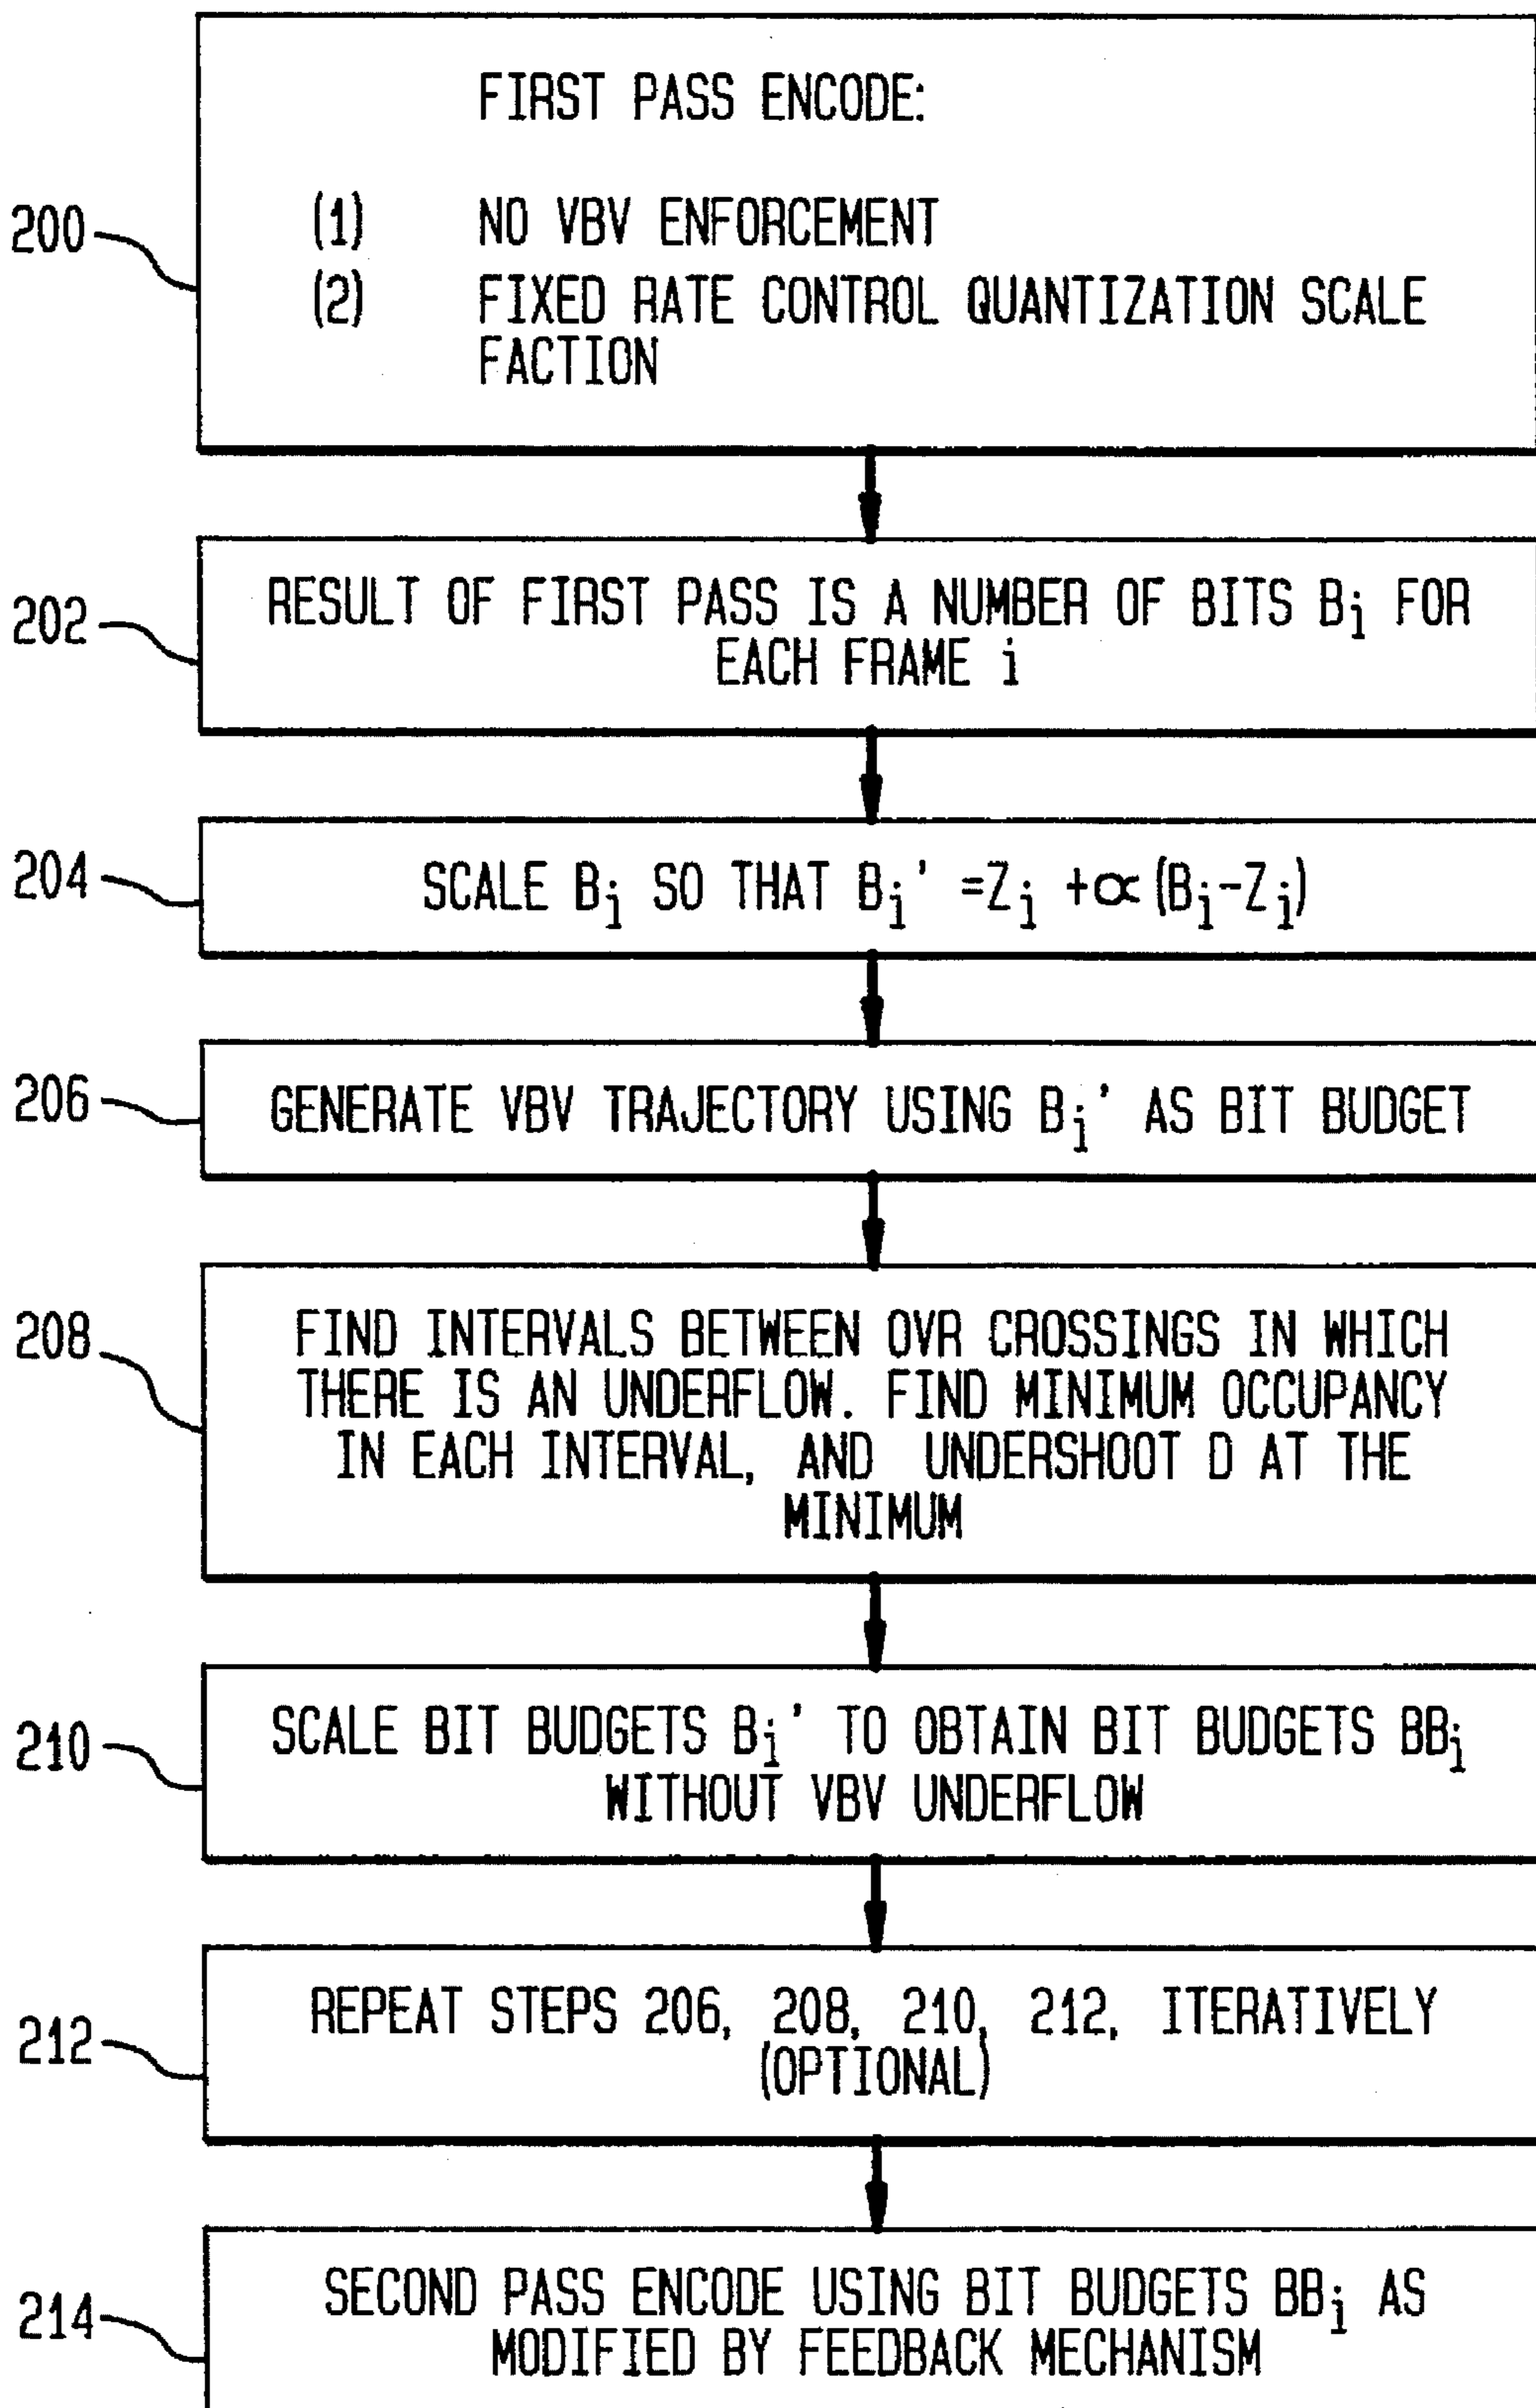 FIRST PASS ENCODE:
200
(1) NO VBV ENFORCEMENT
(2) FIXED RATE CONTROL QUANTIZATION SCALE
FACTION
202
RESULT OF FIRST PASS IS A NUMBER OF BITS Bi FOR
EACH FRAME i
204
SCALE Bi SO THAT Bi' =Zi +∝(Bi-Zi)
206
GENERATE VBV TRAJECTORY USING Bi' AS BIT BUDGET
208
FIND INTERVALS BETWEEN OVR CROSSINGS IN WHICH
THERE IS AN UNDERFLOW. FIND MINIMUM OCCUPANCY
IN EACH INTERVAL, AND UNDERSHOOT D AT THE
MINIMUM
210
SCALE BIT BUDGETS Bi' TO OBTAIN BIT BUDGETS BBi
WITHOUT VBV UNDERFLOW
212
REPEAT STEPS 206, 208, 210, 212, ITERATIVELY
(OPTIONAL)
214
SECOND PASS ENCODE USING BIT BUDGETS BBi AS
MODIFIED BY FEEDBACK MECHANISM